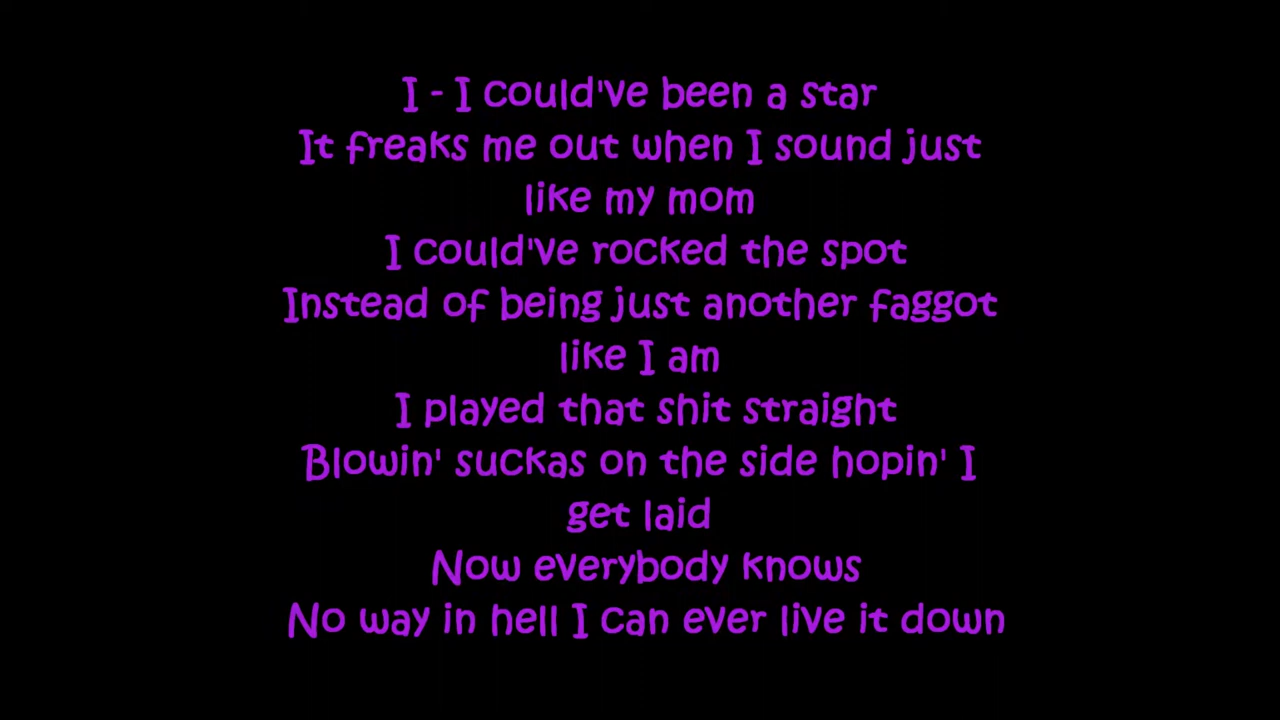 I - I could've been a star
It freaks me out when I sound just
like my mom
I could've rocked the spot
Instead of being just another faggot
like I am
I played that shit straight
Blowin' suckas on the side hopin' I
get laid
Now everybody knows
No way in hell I can ever live it down